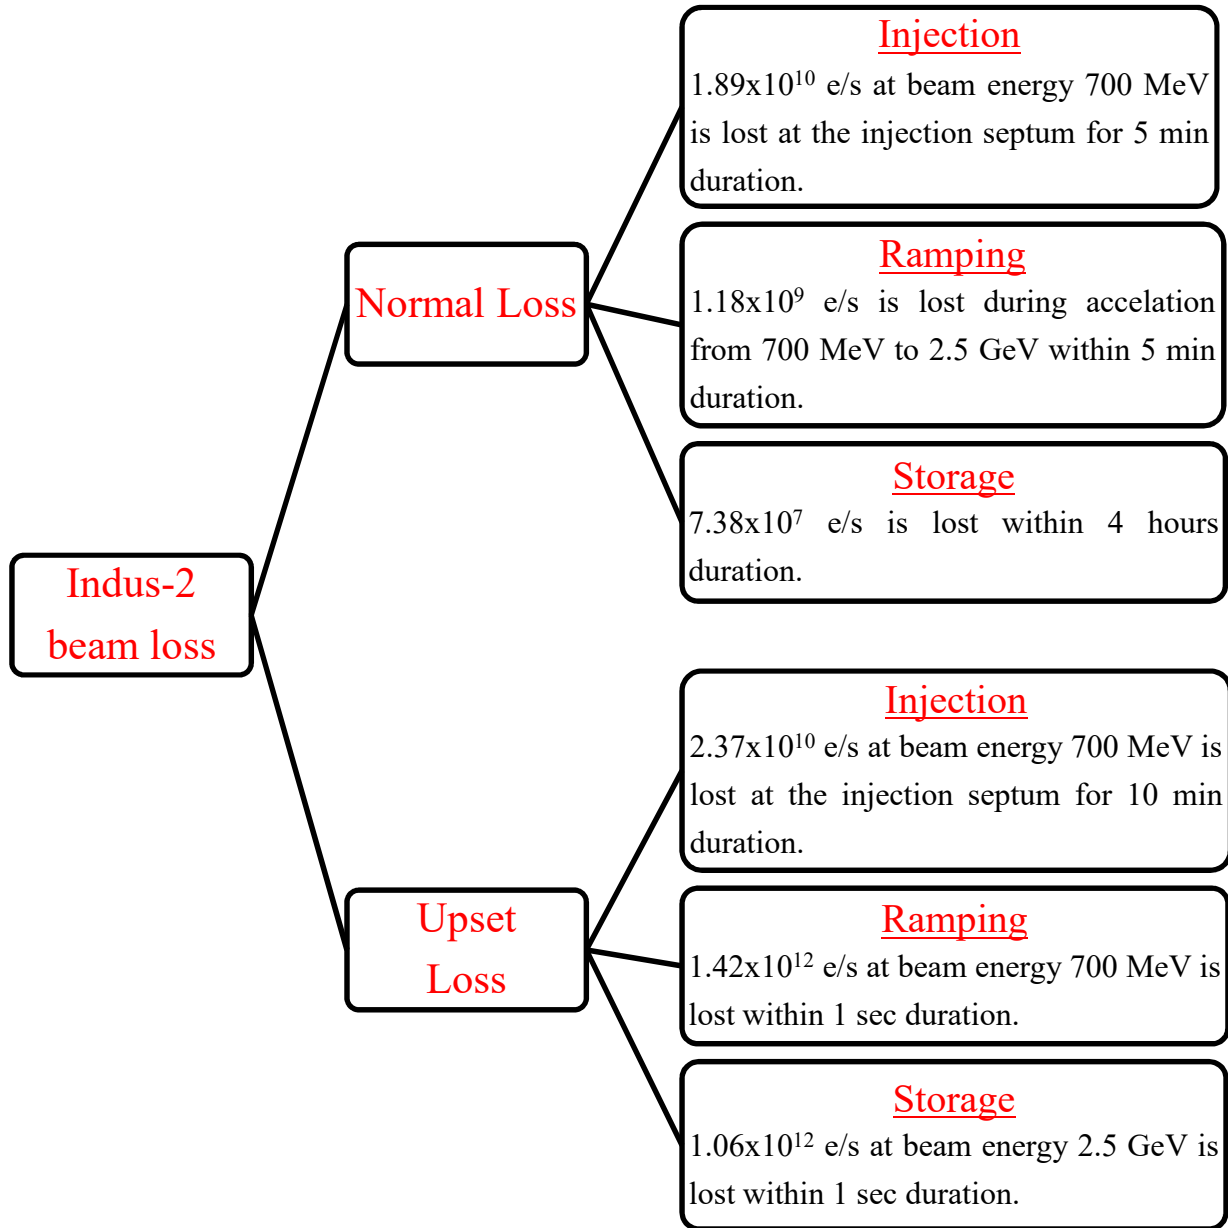 Indus-2
beam loss
Normal Loss
Injection
1.89x10¹⁰ e/s at beam energy 700 MeV
is lost at the injection septum for 5 min
duration.
Ramping
1.18x10⁹ e/s is lost during accelation
from 700 MeV to 2.5 GeV within 5 min
duration.
Storage
7.38x10⁷ e/s is lost within 4 hours
duration.
Upset
Loss
Injection
2.37x10¹⁰ e/s at beam energy 700 MeV is
lost at the injection septum for 10 min
duration.
Ramping
1.42x10¹² e/s at beam energy 700 MeV is
lost within 1 sec duration.
Storage
1.06x10¹² e/s at beam energy 2.5 GeV is
lost within 1 sec duration.